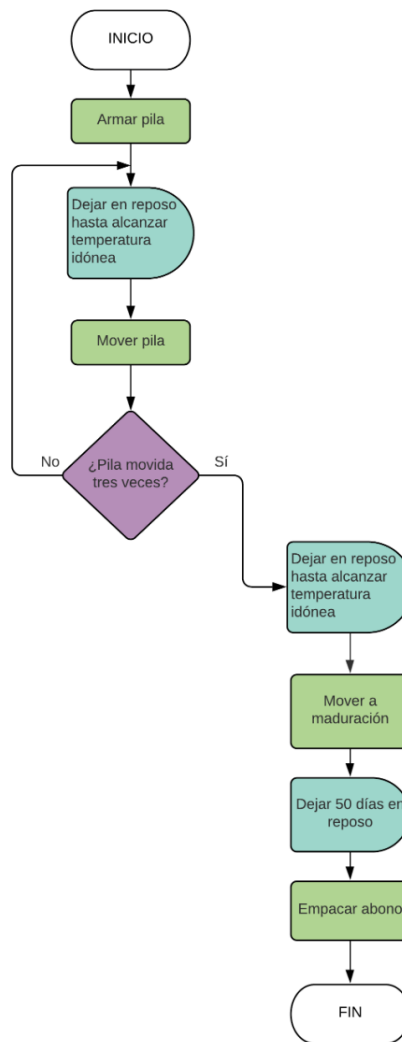 INICIO
Armar pila
Dejar en reposo
hasta alcanzar
temperatura
idónea
Mover pila
¿Pila movida
tres veces?
No
Sí
Dejar en reposo
hasta alcanzar
temperatura
idónea
Mover a
maduración
Dejar 50 días en
reposo
Empacar abono
FIN